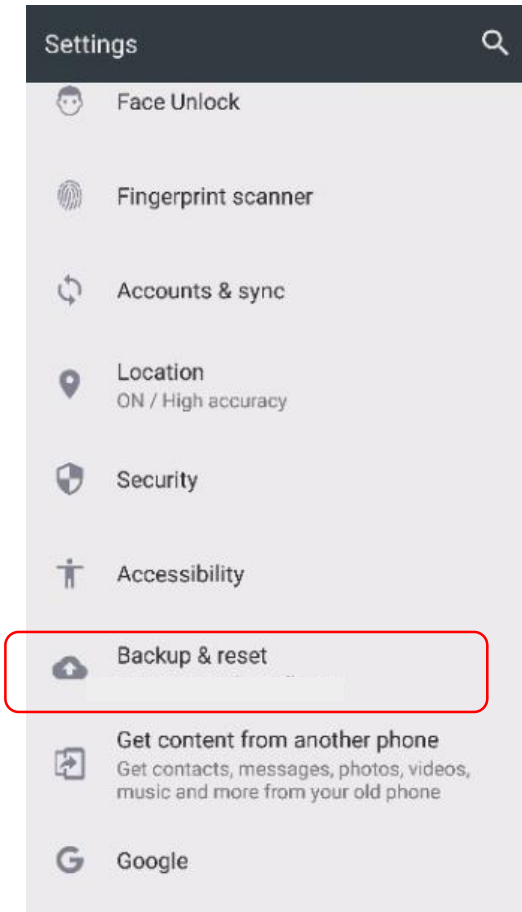 Settings
Face Unlock
Fingerprint scanner
Accounts & sync
Location
ON / High accuracy
Security
Accessibility
Backup & reset
Get content from another phone
Get contacts, messages, photos, videos,
music and more from your old phone
Google